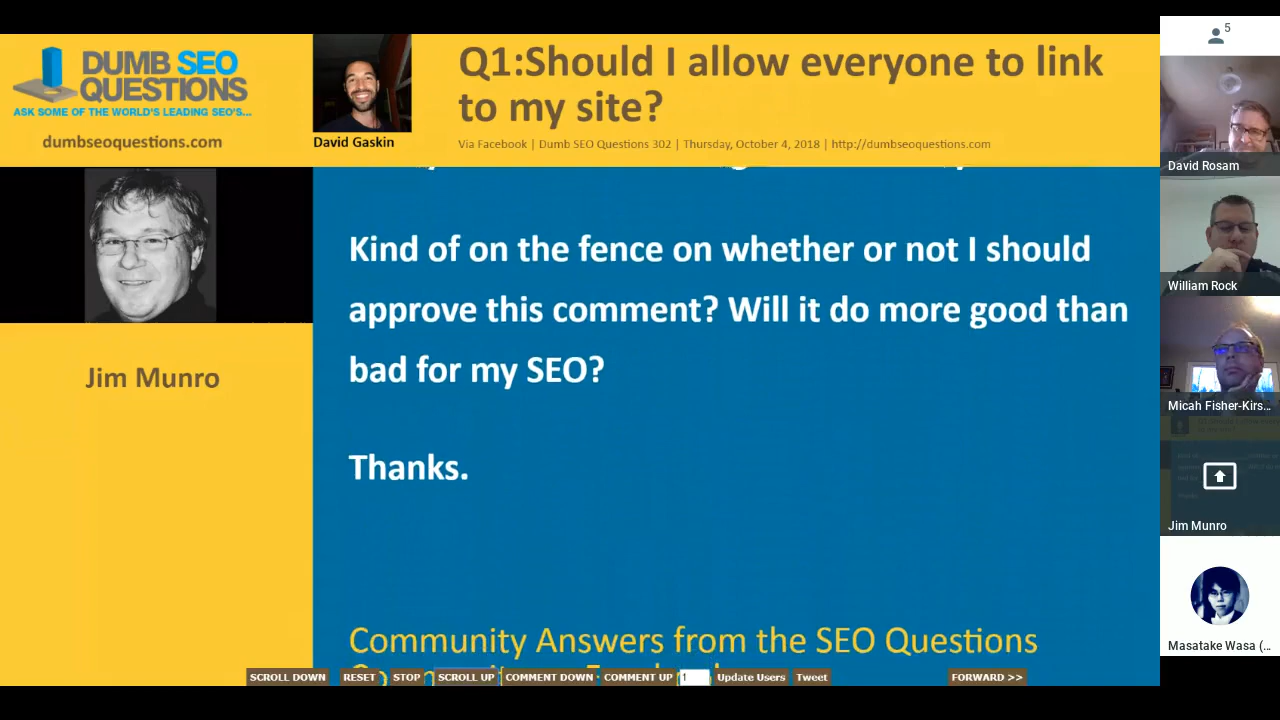 DUMB SEO
QUESTIONS
ASK SOME OF THE WORLD'S LEADING SEO'S...
dumbseoquestions.com
David Gaskin
Q1:Should I allow everyone to link
to my site?
Via Facebook | Dumb SEO Questions 302 | Thursday, October 4, 2018 | http://dumbseoquestions.com
Jim Munro
Kind of on the fence on whether or not I should
approve this comment? Will it do more good than
bad for my SEO?
Thanks.
Community Answers from the SEO Questions
SCROLL DOWN RESET STOP SCROLL UP COMMENT DOWN COMMENT UP 1 Update Users Tweet FORWARD >>
5
David Rosam
William Rock
Micah Fisher-Kirs...
Jim Munro
Masatake Wasa (...